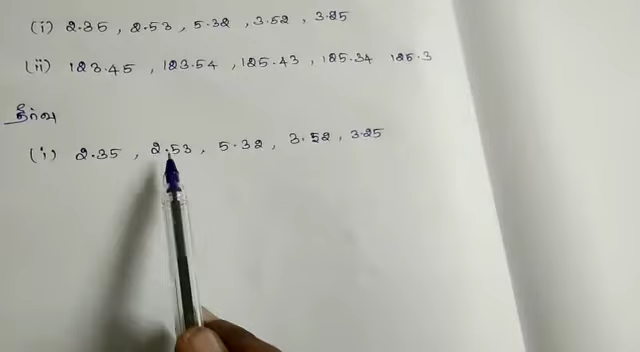 (i) 2.35 , 2.53 , 5.32 , 3.52 , 3.25
(ii) 123.45 , 123.54 , 125.43 , 125.34 125.3
தீர்வு
(i) 2.35 , 2.53 , 5.32 , 3.52 , 3.25